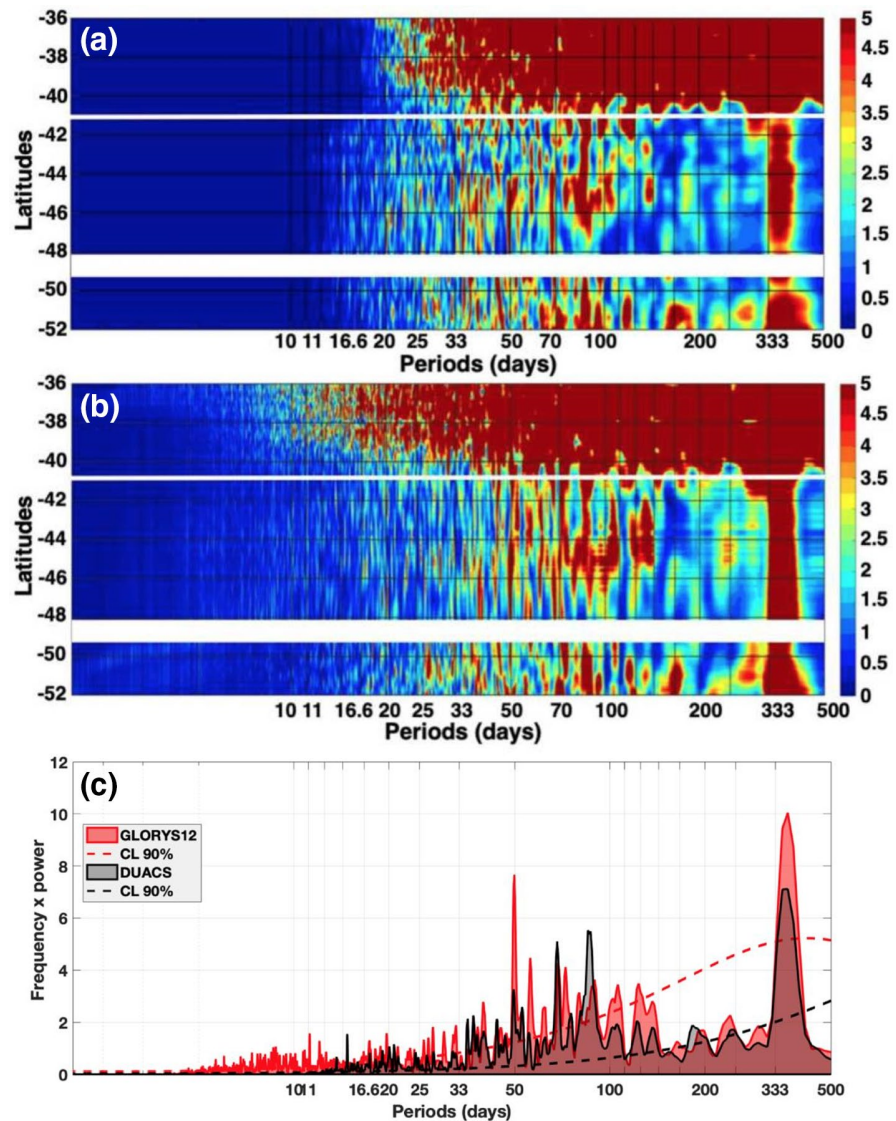 (a)
-36
-38
-40
-42
-44
-46
-48
-50
-52
Latitudes
10 11 16.6 20 25 33 50 70 100 200 333 500
Periods (days)
5
4.5
4
3.5
3
2.5
2
1.5
1
0.5
0
(b)
-36
-38
-40
-42
-44
-46
-48
-50
-52
Latitudes
10 11 16.6 20 25 33 50 70 100 200 333 500
Periods (days)
5
4.5
4
3.5
3
2.5
2
1.5
1
0.5
0
(c)
12
10
8
6
4
2
0
Frequency x power
GLORYS12
CL 90%
DUACS
CL 90%
1011 16.620 25 33 50 100 200 333 500
Periods (days)